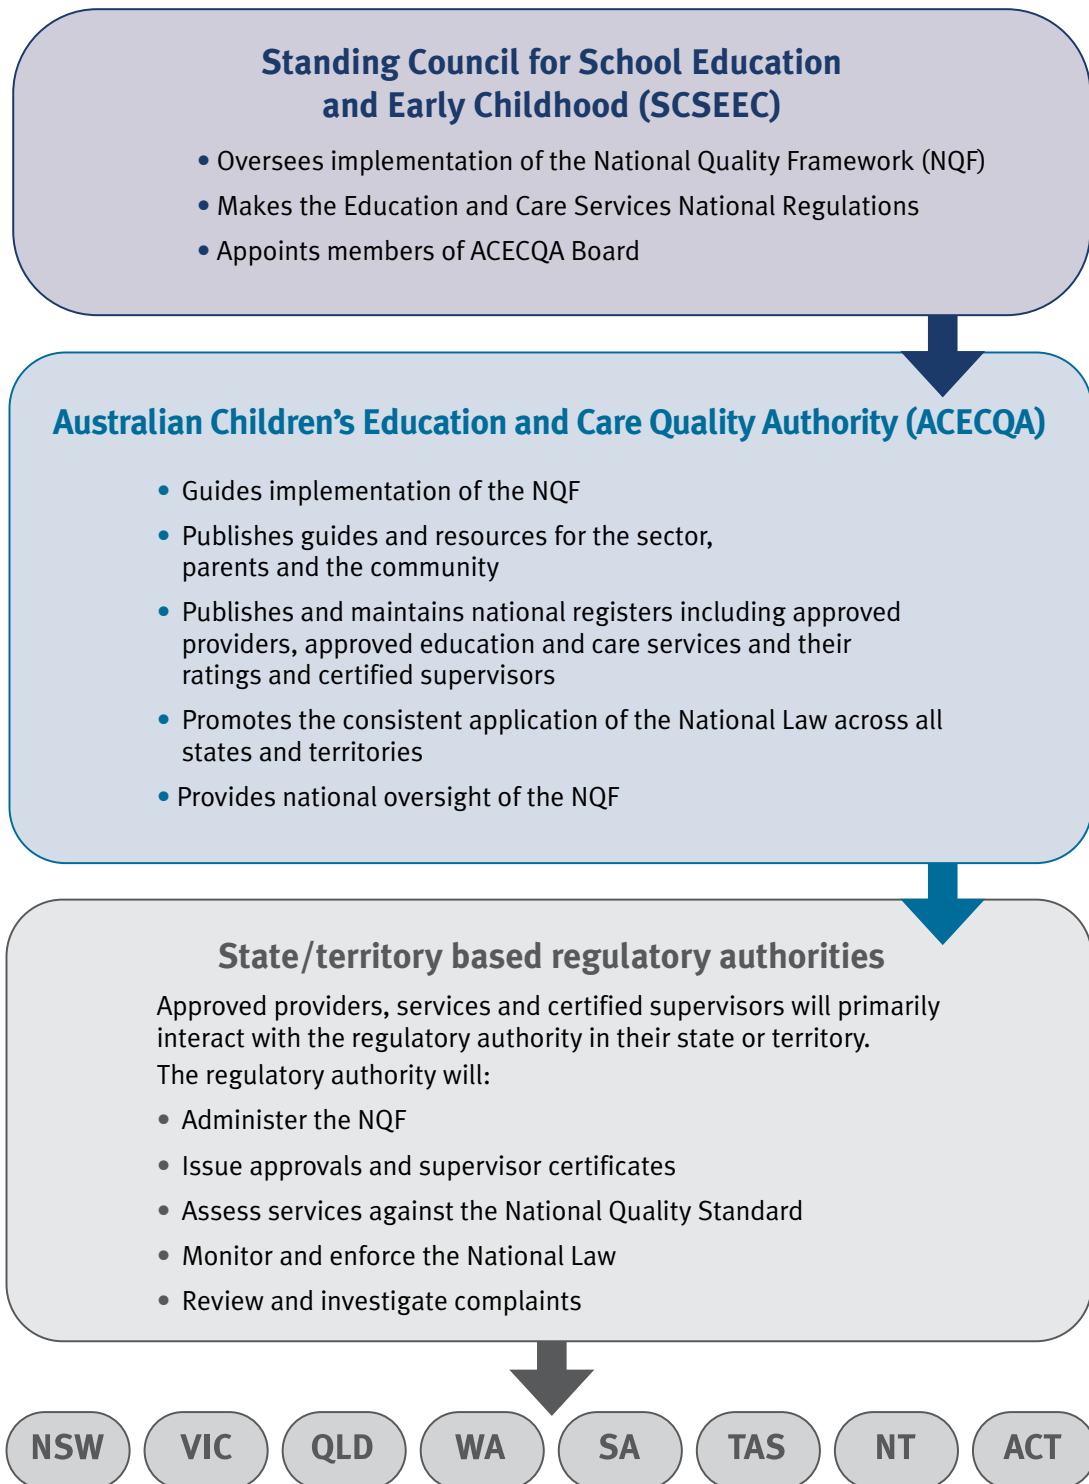 Standing Council for School Education
and Early Childhood (SCSEEC)
• Oversees implementation of the National Quality Framework (NQF)
• Makes the Education and Care Services National Regulations
• Appoints members of ACECQA Board
Australian Children’s Education and Care Quality Authority (ACECQA)
• Guides implementation of the NQF
• Publishes guides and resources for the sector,
parents and the community
• Publishes and maintains national registers including approved
providers, approved education and care services and their
ratings and certified supervisors
• Promotes the consistent application of the National Law across all
states and territories
• Provides national oversight of the NQF
State/territory based regulatory authorities
Approved providers, services and certified supervisors will primarily
interact with the regulatory authority in their state or territory.
The regulatory authority will:
• Administer the NQF
• Issue approvals and supervisor certificates
• Assess services against the National Quality Standard
• Monitor and enforce the National Law
• Review and investigate complaints
NSW VIC QLD WA SA TAS NT ACT